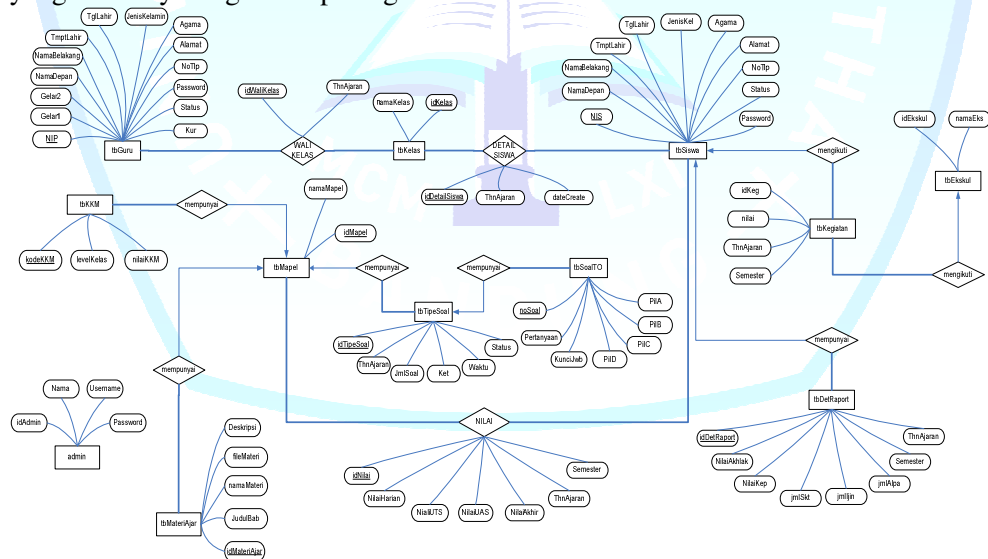 TglLahir
JenisKelamin
Agama
TmptLahir
Alamat
NamaBelakang
NoTlp
NamaDepan
Password
Gelar2
Status
Gelar1
Kur
NIP
tbGuru
idWaliKelas
ThnAjaran
WALI
KELAS
namaKelas
idKelas
tbKelas
DETAIL
SISWA
idDetailSiswa
ThnAjaran
dateCreate
TglLahir
JenisKel
Agama
TmptLahir
Alamat
NamaBelakang
NoTlp
NamaDepan
Status
NIS
Password
tbSiswa
mengikuti
idEkskul
namaEks
tbEkskul
idKeg
nilai
ThnAjaran
Semester
tbKegiatan
mengikuti
tbKKM
mempunyai
kodeKKM
levelKelas
nilaiKKM
namaMapel
idMapel
tbMapel
mempunyai
mempunyai
tbSoalTO
tbTipeSoal
idTipeSoal
ThnAjaran
JmlSoal
Ket
Waktu
Status
noSoal
Pertanyaan
KunciJwb
PilD
PilC
PilB
PilA
mempunyai
mempunyai
tbDetRaport
idDetRaport
NilaiAkhlak
NilaiKep
jmlSkt
jmlIjin
jmlAlpa
Semester
ThnAjaran
Nama
Username
idAdmin
Password
admin
Deskripsi
fileMateri
namaMateri
JudulBab
idMateriAjar
tbMateriAjar
NILAI
idNilai
NilaiHarian
NialiUTS
NilaiUAS
NilaiAkhir
ThnAjaran
Semester